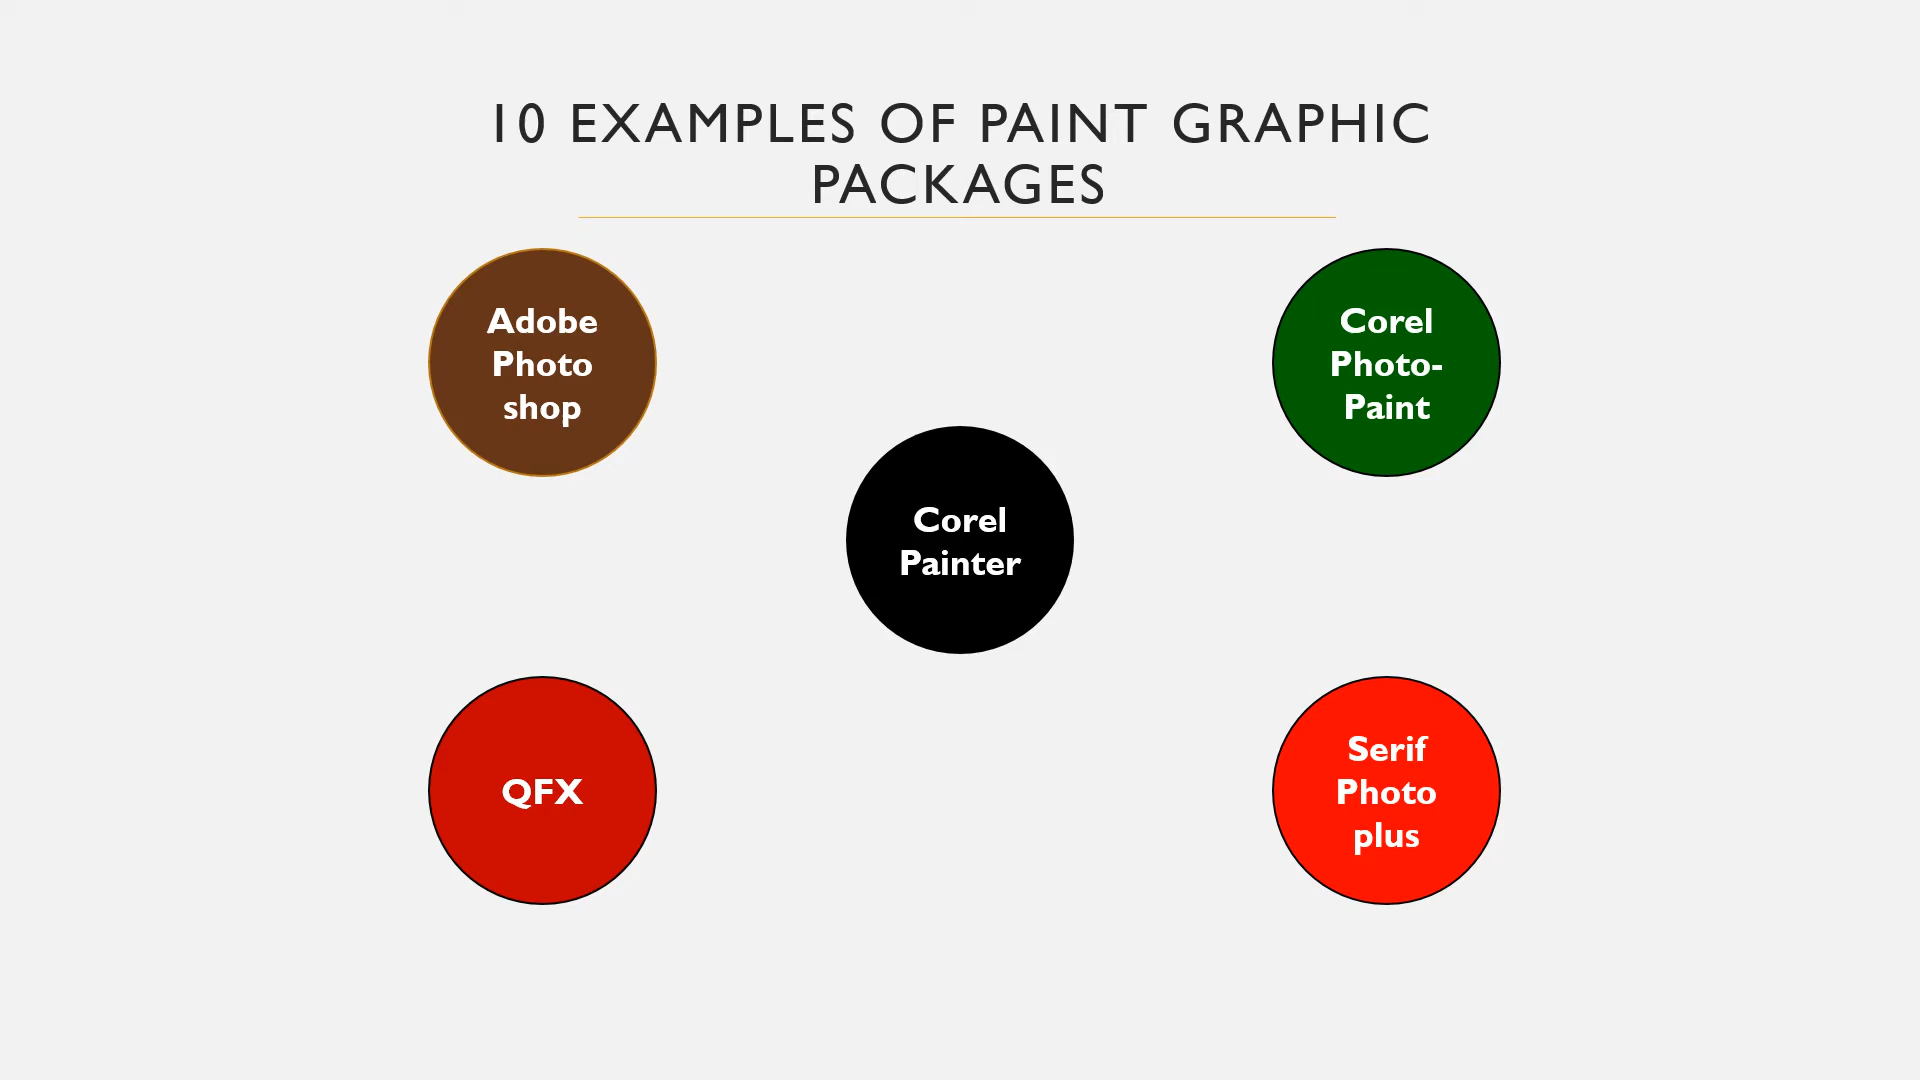 10 EXAMPLES OF PAINT GRAPHIC
PACKAGES
Adobe
Photo
shop
Corel
Photo-
Paint
Corel
Painter
QFX
Serif
Photo
plus